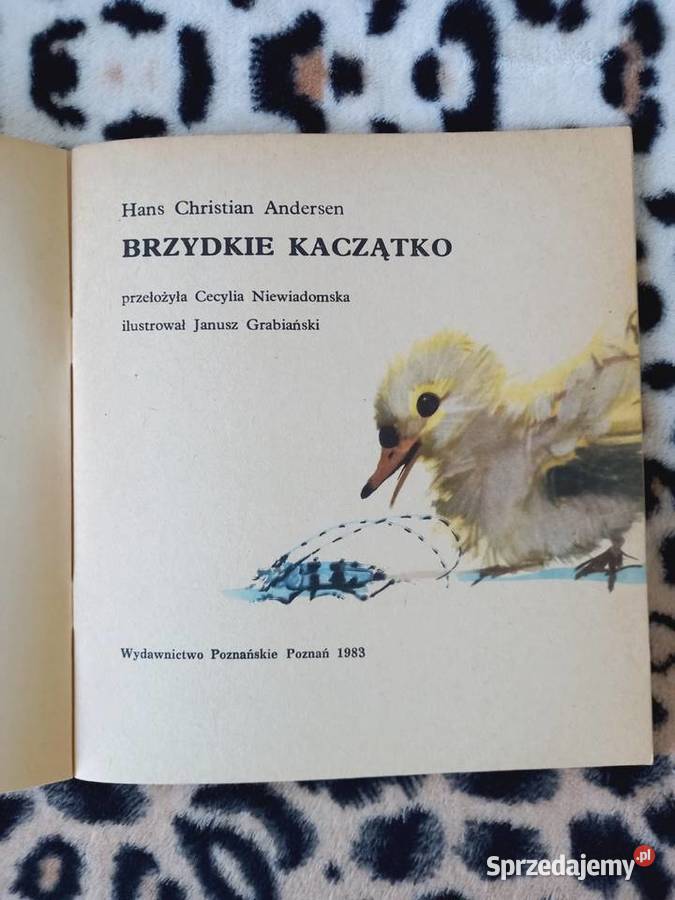 Hans Christian Andersen
BRZYDKIE KACZĄTKO
przełożyła Cecylia Niewiadomska
ilustrował Janusz Grabiański
Wydawnictwo Poznańskie Poznań 1983
Sprzedajemy.pl